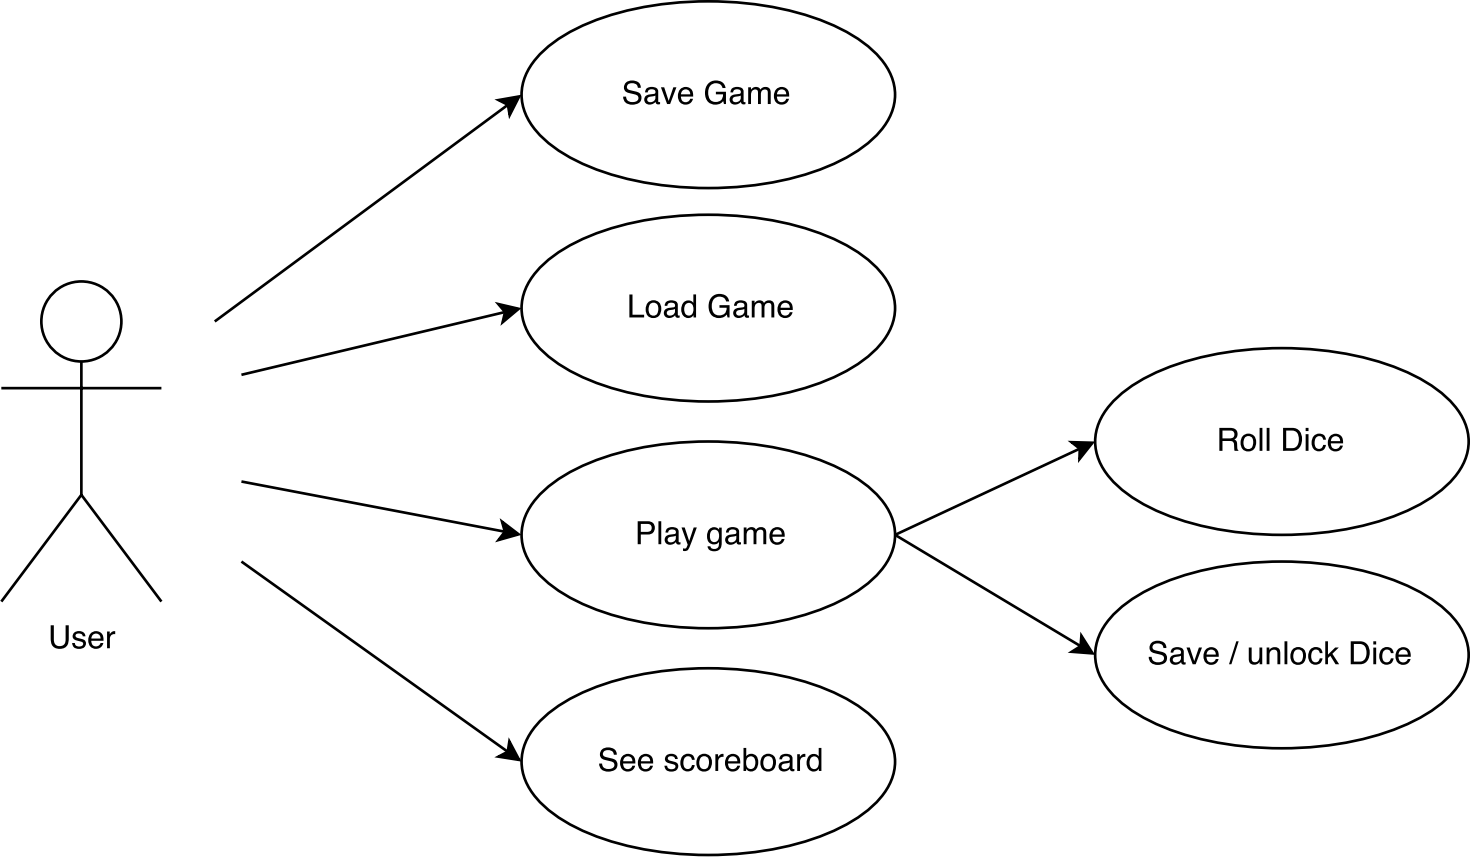 Save Game
Load Game
Roll Dice
Play game
User
Save / unlock Dice
See scoreboard